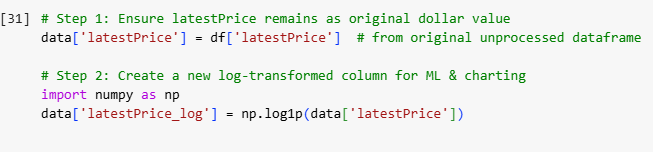 [31] # Step 1: Ensure latestPrice remains as original dollar value
data['latestPrice'] = df['latestPrice']  # from original unprocessed dataframe
# Step 2: Create a new log-transformed column for ML & charting
import numpy as np
data['latestPrice_log'] = np.log1p(data['latestPrice'])